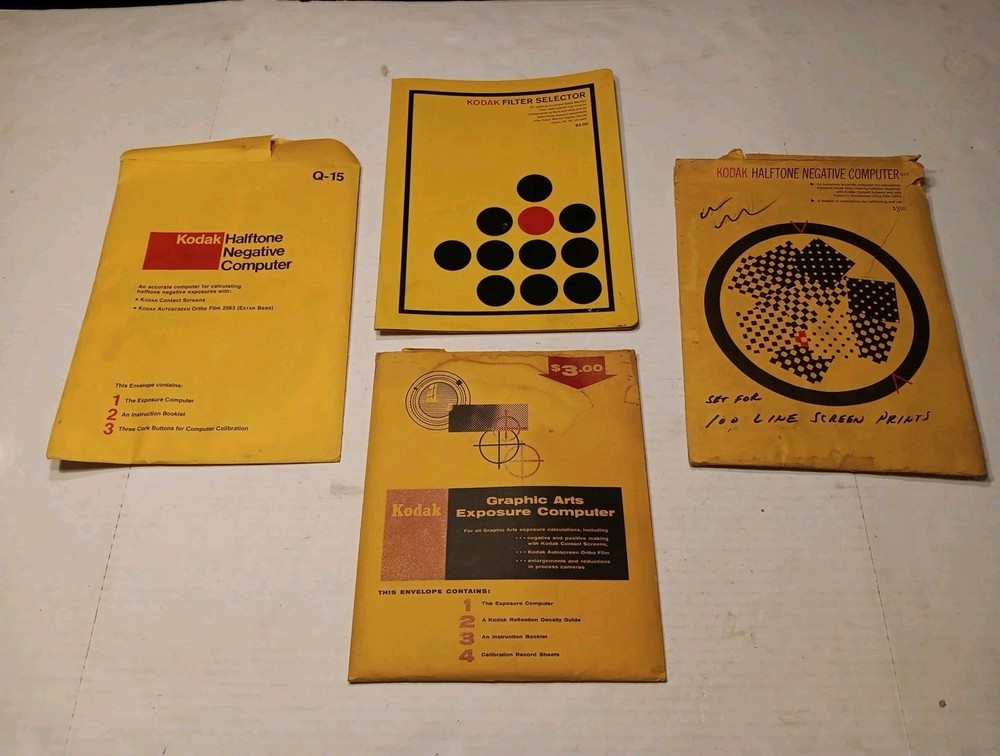 Q-15
Kodak Halftone
Negative
Computer
An accurate computer for calculating
halftone negative exposures with:
• KODAK Contact Screens
• KODAK AUTOSCREEN Ortho Film 2563 (ESTAR BASE)
This Envelope contains:
1 The Exposure Computer
2 An Instruction Booklet
3 Three Cork Buttons for Computer Calibration
KODAK FILTER SELECTOR
$3.00
KODAK HALFTONE NEGATIVE COMPUTER
SET FOR
100 LINE SCREEN PRINTS
$3.00
Kodak
Graphic Arts
Exposure Computer
For all Graphic Arts exposure calculations, including
• • • negative and positive making
with Kodak Contact Screens.
• • • Kodak Autoscreen Ortho Film
• • • enlargements and reductions
in process cameras
THIS ENVELOPE CONTAINS:
1 The Exposure Computer
2 A Kodak Reflection Density Guide
3 An Instruction Booklet
4 Calibration Record Sheets